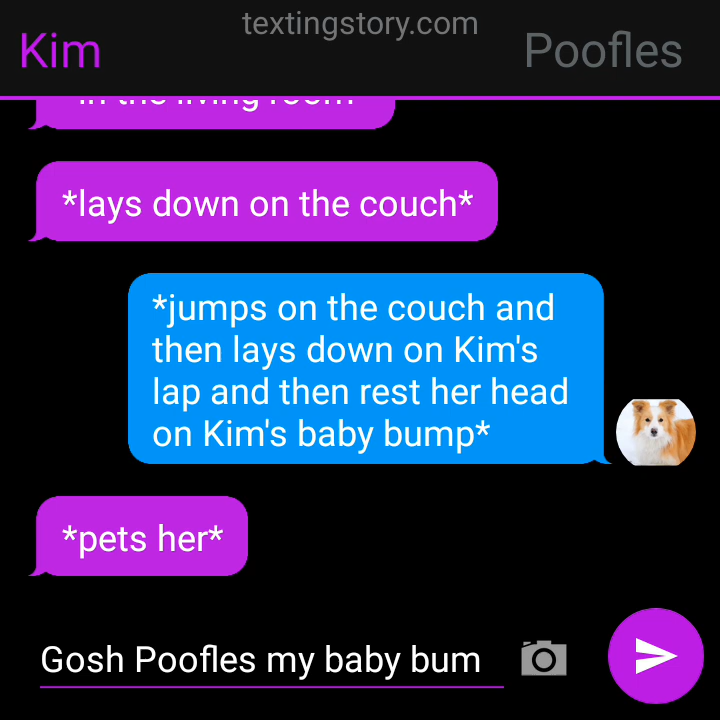 textingstory.com
Kim
Poofles
in the living room
*lays down on the couch*
*jumps on the couch and
then lays down on Kim's
lap and then rest her head
on Kim's baby bump*
*pets her*
Gosh Poofles my baby bum